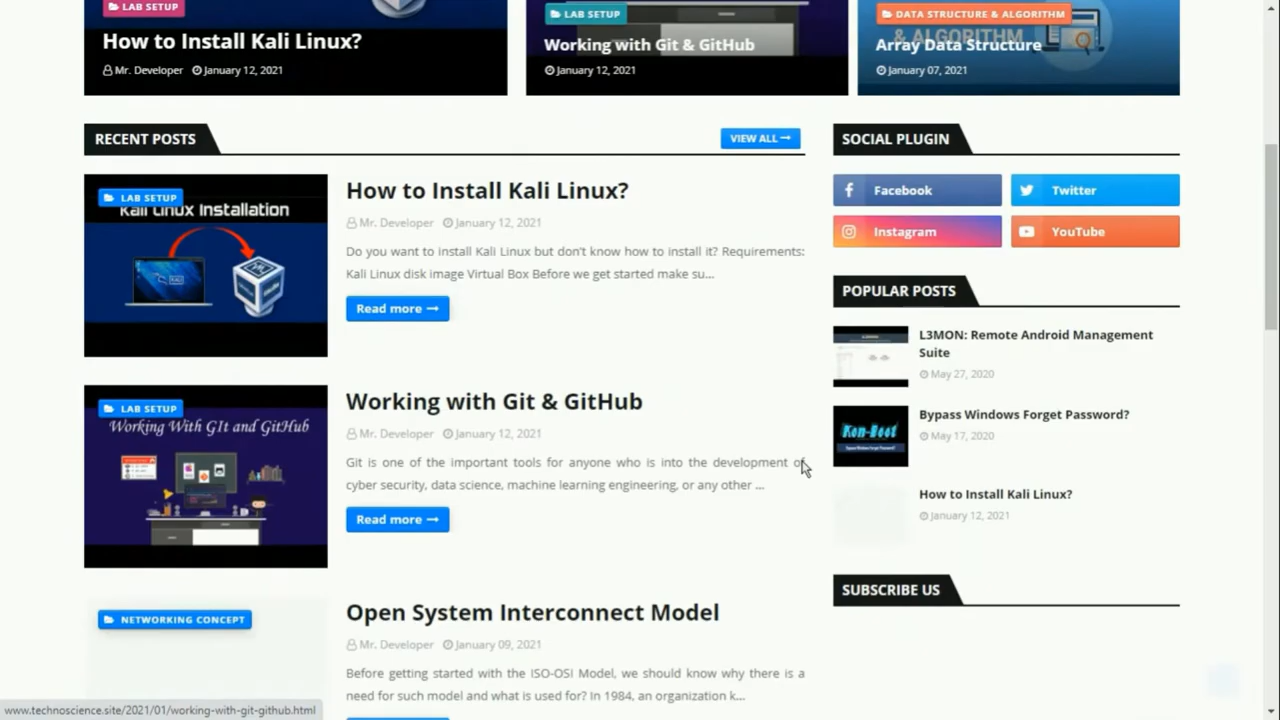 LAB SETUP
How to Install Kali Linux?
Mr. Developer January 12, 2021
LAB SETUP
Working with Git & GitHub
January 12, 2021
DATA STRUCTURE & ALGORITHM
& ALGORITHM
Array Data Structure
January 07, 2021
RECENT POSTS
VIEW ALL
LAB SETUP
Kali Linux Installation
How to Install Kali Linux?
Mr. Developer January 12, 2021
Do you want to install Kali Linux but don't know how to install it? Requirements:
Kali Linux disk image Virtual Box Before we get started make su...
Read more
LAB SETUP
Working With GIt and GitHub
Working with Git & GitHub
Mr. Developer January 12, 2021
Git is one of the important tools for anyone who is into the development of
cyber security, data science, machine learning engineering, or any other ...
Read more
NETWORKING CONCEPT
Open System Interconnect Model
Mr. Developer January 09, 2021
Before getting started with the ISO-OSI Model, we should know why there is a
need for such model and what is used for? In 1984, an organization k...
SOCIAL PLUGIN
Facebook
Twitter
Instagram
YouTube
POPULAR POSTS
L3MON: Remote Android Management
Suite
May 27, 2020
Kon-Boot
Bypass Windows Forget Password?
May 17, 2020
How to Install Kali Linux?
January 12, 2021
SUBSCRIBE US
www.technoscience.site/2021/01/working-with-git-github.html